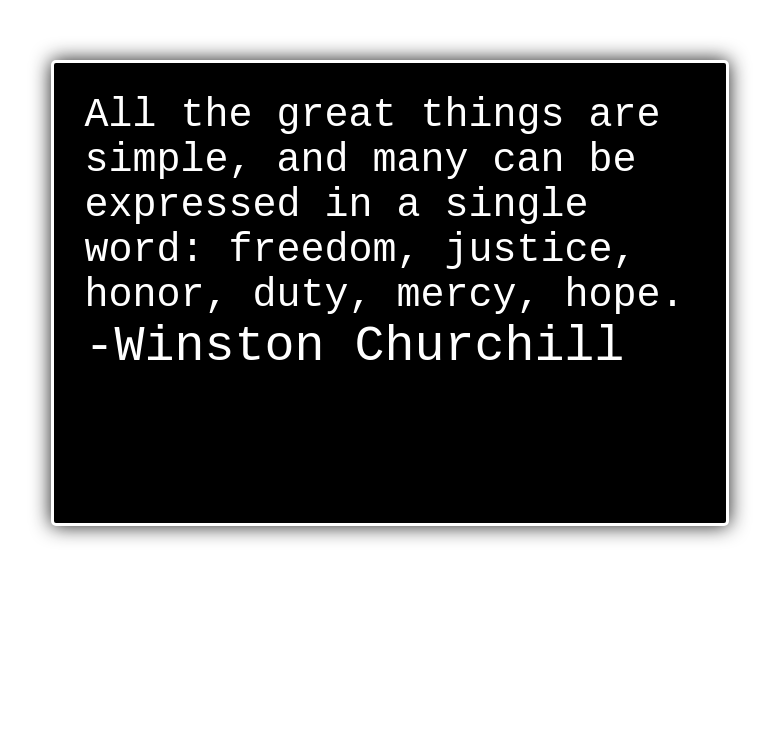 All the great things are
simple, and many can be
expressed in a single
word: freedom, justice,
honor, duty, mercy, hope.
-Winston Churchill